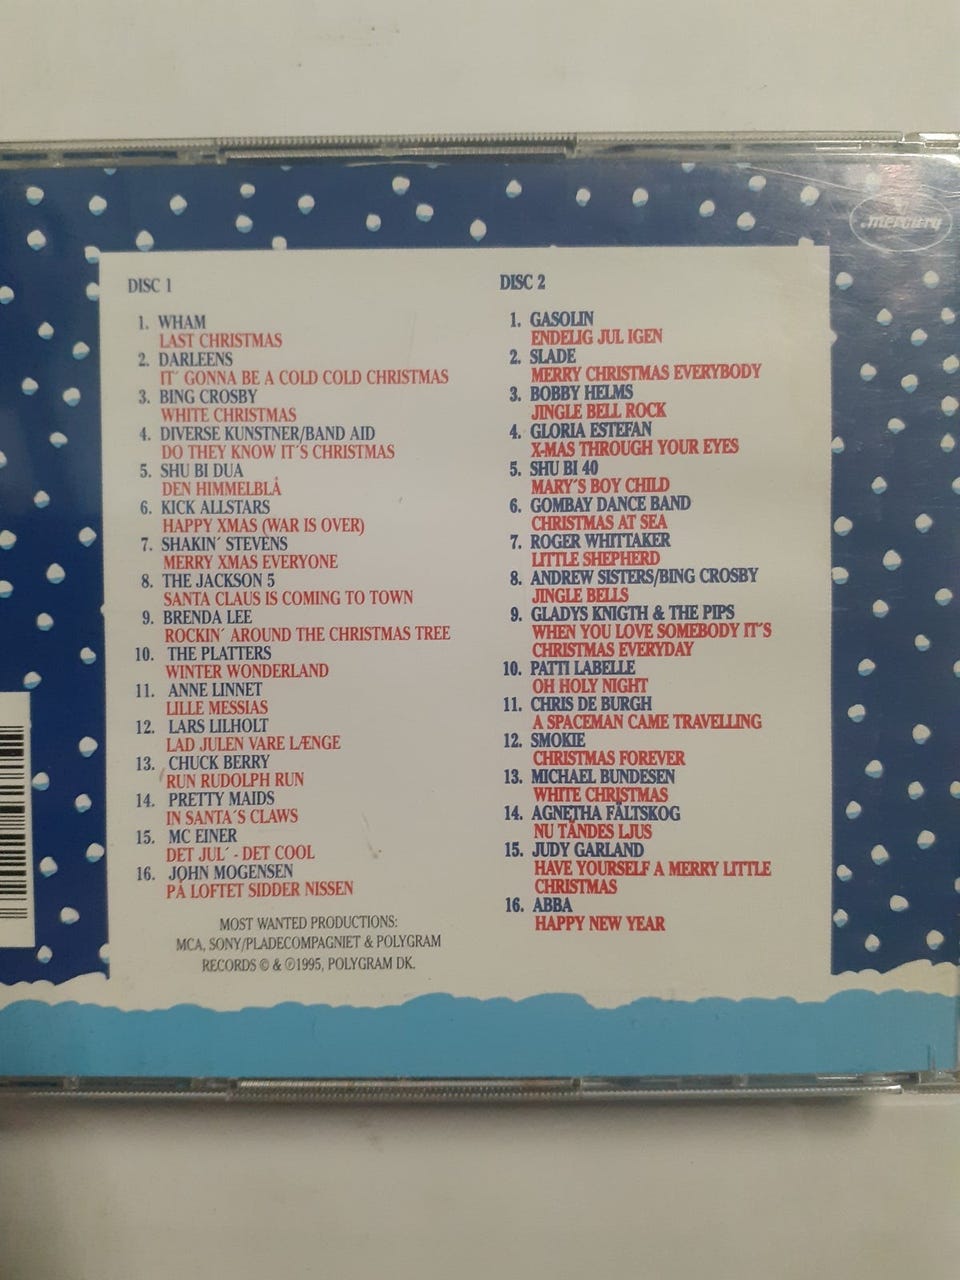 mercury
DISC 1
1. WHAM
LAST CHRISTMAS
2. DARLEENS
IT´ GONNA BE A COLD COLD CHRISTMAS
3. BING CROSBY
WHITE CHRISTMAS
4. DIVERSE KUNSTNER/BAND AID
DO THEY KNOW IT´S CHRISTMAS
5. SHU BI DUA
DEN HIMMELBLÅ
6. KICK ALLSTARS
HAPPY XMAS (WAR IS OVER)
7. SHAKIN´ STEVENS
MERRY XMAS EVERYONE
8. THE JACKSON 5
SANTA CLAUS IS COMING TO TOWN
9. BRENDA LEE
ROCKIN´ AROUND THE CHRISTMAS TREE
10. THE PLATTERS
WINTER WONDERLAND
11. ANNE LINNET
LILLE MESSIAS
12. LARS LILHOLT
LAD JULEN VARE LÆNGE
13. CHUCK BERRY
RUN RUDOLPH RUN
14. PRETTY MAIDS
IN SANTA´S CLAWS
15. MC EINER
DET JUL´ - DET COOL
16. JOHN MOGENSEN
PÅ LOFTET SIDDER NISSEN
MOST WANTED PRODUCTIONS:
MCA, SONY/PLADECOMPAGNIET & POLYGRAM
RECORDS © & ℗1995, POLYGRAM DK.
DISC 2
1. GASOLIN
ENDELIG JUL IGEN
2. SLADE
MERRY CHRISTMAS EVERYBODY
3. BOBBY HELMS
JINGLE BELL ROCK
4. GLORIA ESTEFAN
X-MAS THROUGH YOUR EYES
5. SHU BI 40
MARY´S BOY CHILD
6. GOMBAY DANCE BAND
CHRISTMAS AT SEA
7. ROGER WHITTAKER
LITTLE SHEPHERD
8. ANDREW SISTERS/BING CROSBY
JINGLE BELLS
9. GLADYS KNIGTH & THE PIPS
WHEN YOU LOVE SOMEBODY IT´S
CHRISTMAS EVERYDAY
10. PATTI LABELLE
OH HOLY NIGHT
11. CHRIS DE BURGH
A SPACEMAN CAME TRAVELLING
12. SMOKIE
CHRISTMAS FOREVER
13. MICHAEL BUNDESEN
WHITE CHRISTMAS
14. AGNETHA FÄLTSKOG
NU TÄNDES LJUS
15. JUDY GARLAND
HAVE YOURSELF A MERRY LITTLE
CHRISTMAS
16. ABBA
HAPPY NEW YEAR